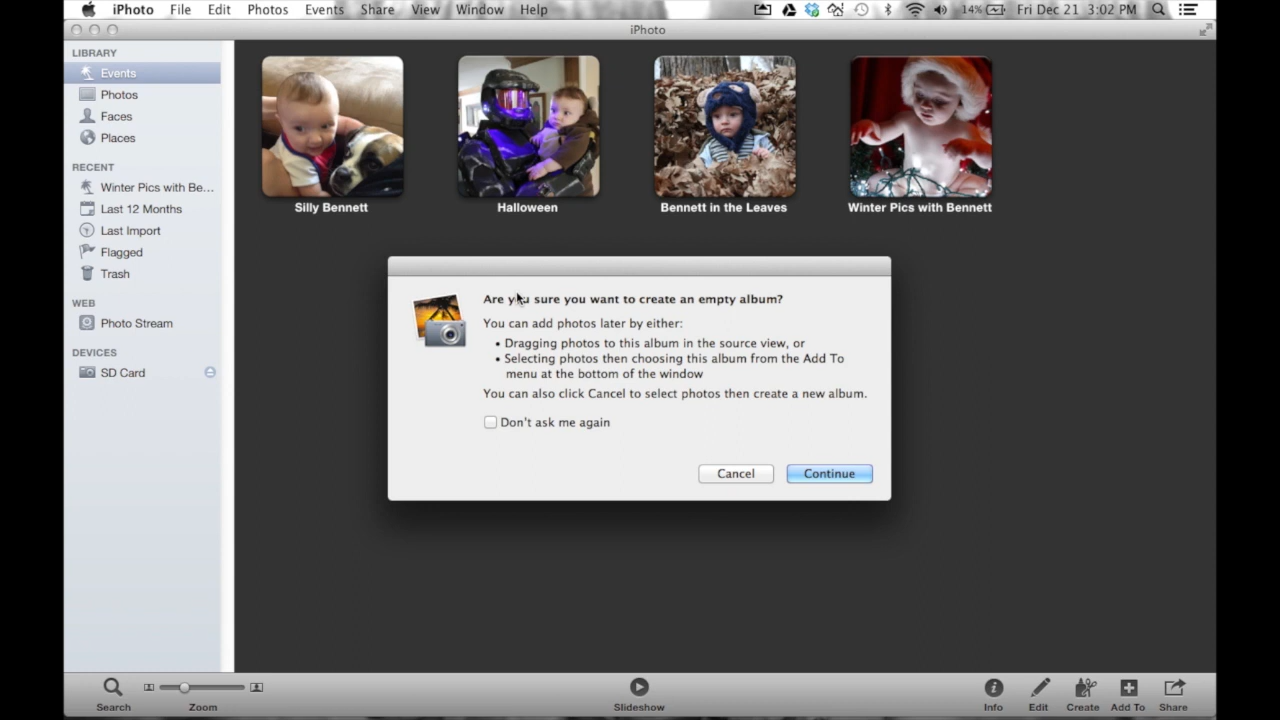 iPhoto File Edit Photos Events Share View Window Help 14% Fri Dec 21 3:02 PM
iPhoto
LIBRARY
Events
Photos
Faces
Places
RECENT
Winter Pics with Be...
Last 12 Months
Last Import
Flagged
Trash
WEB
Photo Stream
DEVICES
SD Card
Silly Bennett
Halloween
Bennett in the Leaves
Winter Pics with Bennett
Are you sure you want to create an empty album?
You can add photos later by either:
• Dragging photos to this album in the source view, or
• Selecting photos then choosing this album from the Add To
menu at the bottom of the window
You can also click Cancel to select photos then create a new album.
Don't ask me again
Cancel Continue
Search Zoom Slideshow Info Edit Create Add To Share